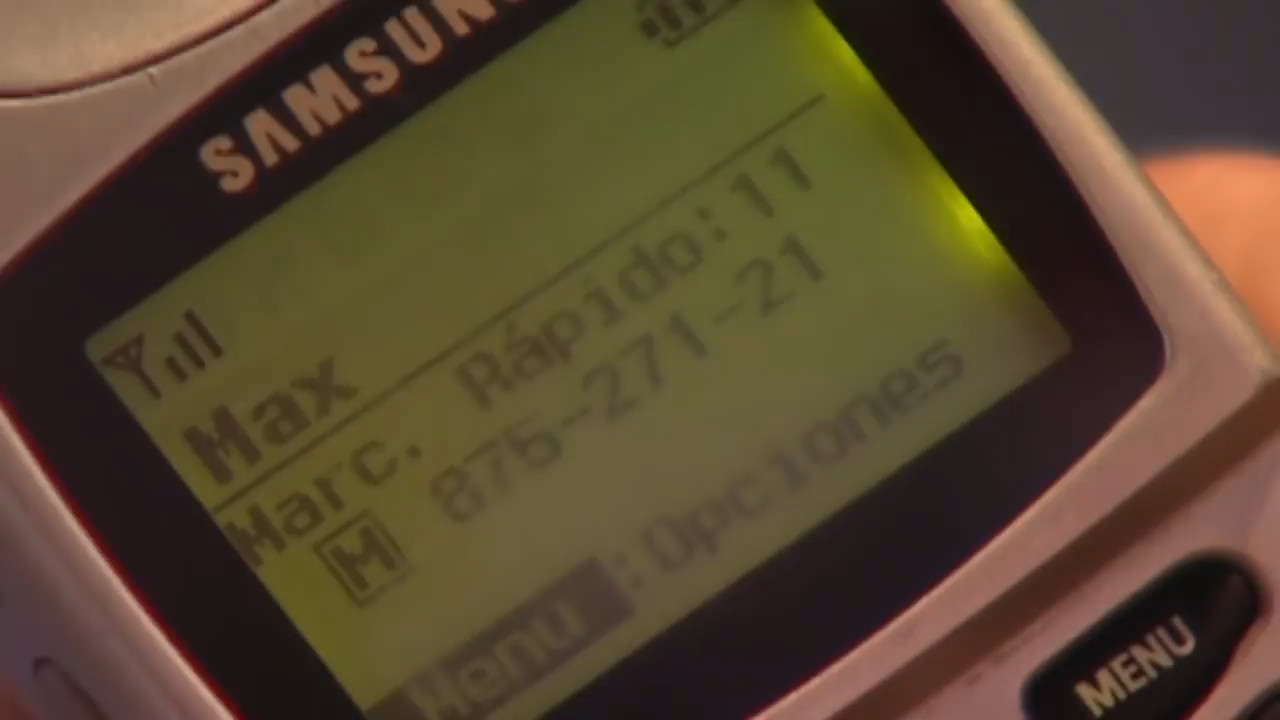 SAMSUNG
Max
Marc. Rápido: 11
M 875-271-21
Menu : Opciones
MENU